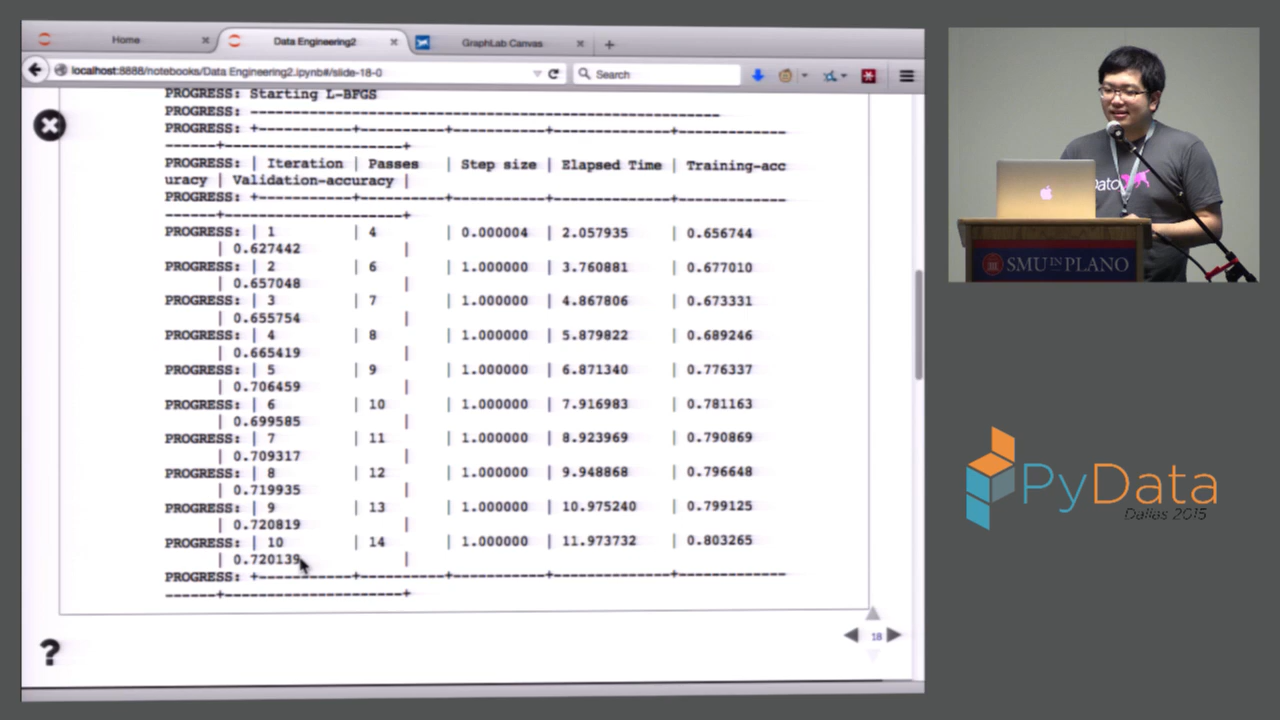 Home
Data Engineering2
GraphLab Canvas
localhost:8888/notebooks/Data Engineering2.ipynb#/slide-18-0
Search
PROGRESS: Starting L-BFGS
PROGRESS: --------------------------------------------------------
PROGRESS: +-----------+----------+-----------+--------------+-------------
------+---------------------+
PROGRESS: | Iteration | Passes | Step size | Elapsed Time | Training-acc
uracy | Validation-accuracy |
PROGRESS: +-----------+----------+-----------+--------------+-------------
------+---------------------+
PROGRESS: | 1 | 4 | 0.000004 | 2.057935 | 0.656744
| 0.627442 |
PROGRESS: | 2 | 6 | 1.000000 | 3.760881 | 0.677010
| 0.657048 |
PROGRESS: | 3 | 7 | 1.000000 | 4.867806 | 0.673331
| 0.655754 |
PROGRESS: | 4 | 8 | 1.000000 | 5.879822 | 0.689246
| 0.665419 |
PROGRESS: | 5 | 9 | 1.000000 | 6.871340 | 0.776337
| 0.706459 |
PROGRESS: | 6 | 10 | 1.000000 | 7.916983 | 0.781163
| 0.699585 |
PROGRESS: | 7 | 11 | 1.000000 | 8.923969 | 0.790869
| 0.709317 |
PROGRESS: | 8 | 12 | 1.000000 | 9.948868 | 0.796648
| 0.719935 |
PROGRESS: | 9 | 13 | 1.000000 | 10.975240 | 0.799125
| 0.720819 |
PROGRESS: | 10 | 14 | 1.000000 | 11.973732 | 0.803265
| 0.720139 |
PROGRESS: +-----------+----------+-----------+--------------+-------------
------+---------------------+
18
?
Dato
SMU IN PLANO
PyData
Dallas 2015